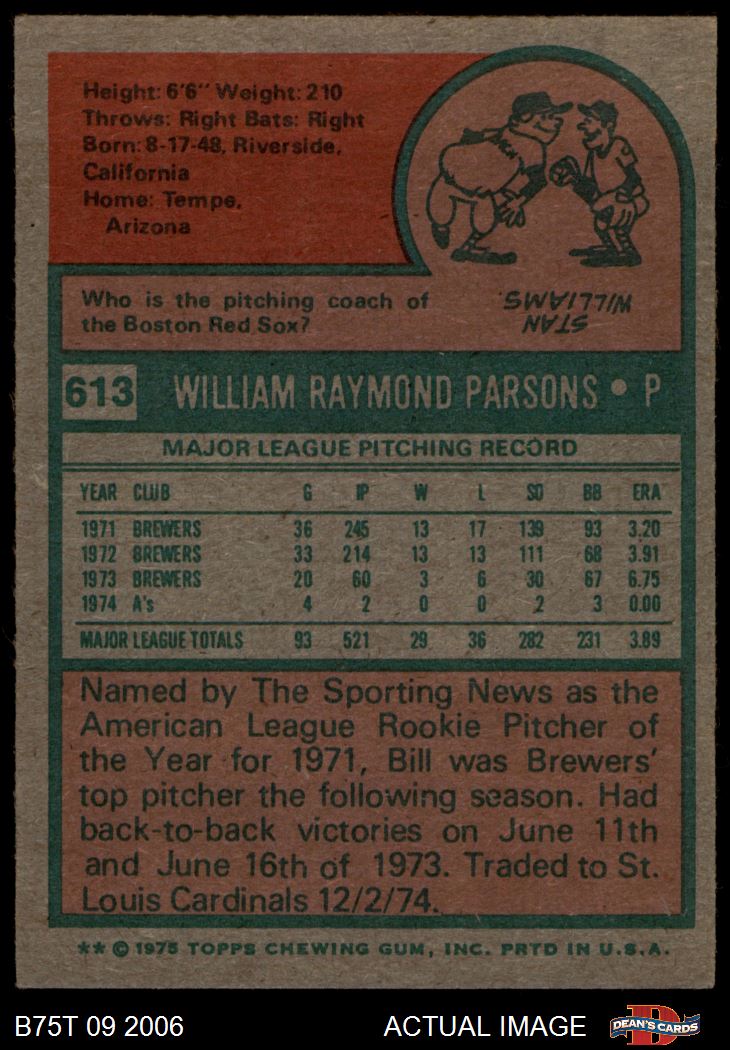 Height: 6'6" Weight: 210
Throws: Right Bats: Right
Born: 8-17-48, Riverside,
California
Home: Tempe,
Arizona
Who is the pitching coach of
the Boston Red Sox?
STAN
WILLIAMS.
613 WILLIAM RAYMOND PARSONS • P
MAJOR LEAGUE PITCHING RECORD
YEAR CLUB G IP W L SO BB ERA
1971 BREWERS 36 245 13 17 139 93 3.20
1972 BREWERS 33 214 13 13 111 68 3.91
1973 BREWERS 20 60 3 6 30 67 6.75
1974 A's 4 2 0 0 2 3 0.00
MAJOR LEAGUE TOTALS 93 521 29 36 282 231 3.89
Named by The Sporting News as the
American League Rookie Pitcher of
the Year for 1971, Bill was Brewers'
top pitcher the following season. Had
back-to-back victories on June 11th
and June 16th of 1973. Traded to St.
Louis Cardinals 12/2/74.
** © 1975 TOPPS CHEWING GUM, INC. PRTD IN U.S.A.
B75T 09 2006 ACTUAL IMAGE DEAN'S CARDS